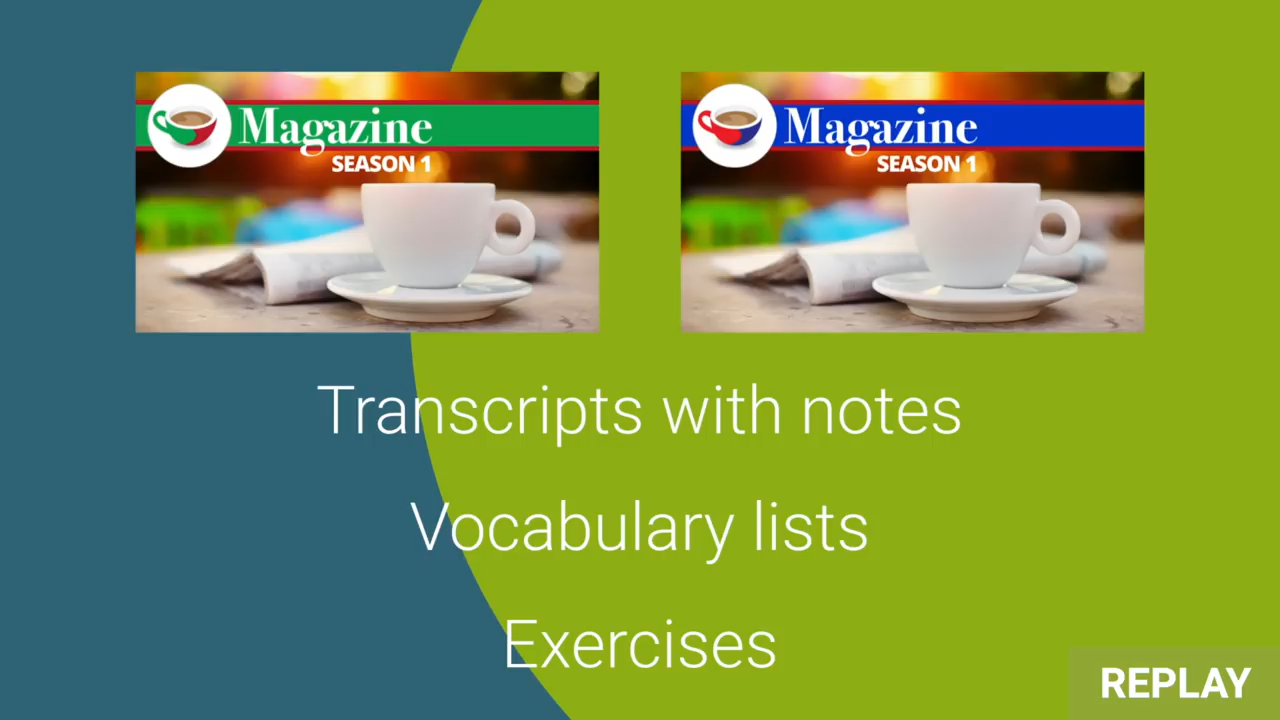 Magazine
SEASON 1
Magazine
SEASON 1
Transcripts with notes
Vocabulary lists
Exercises
REPLAY